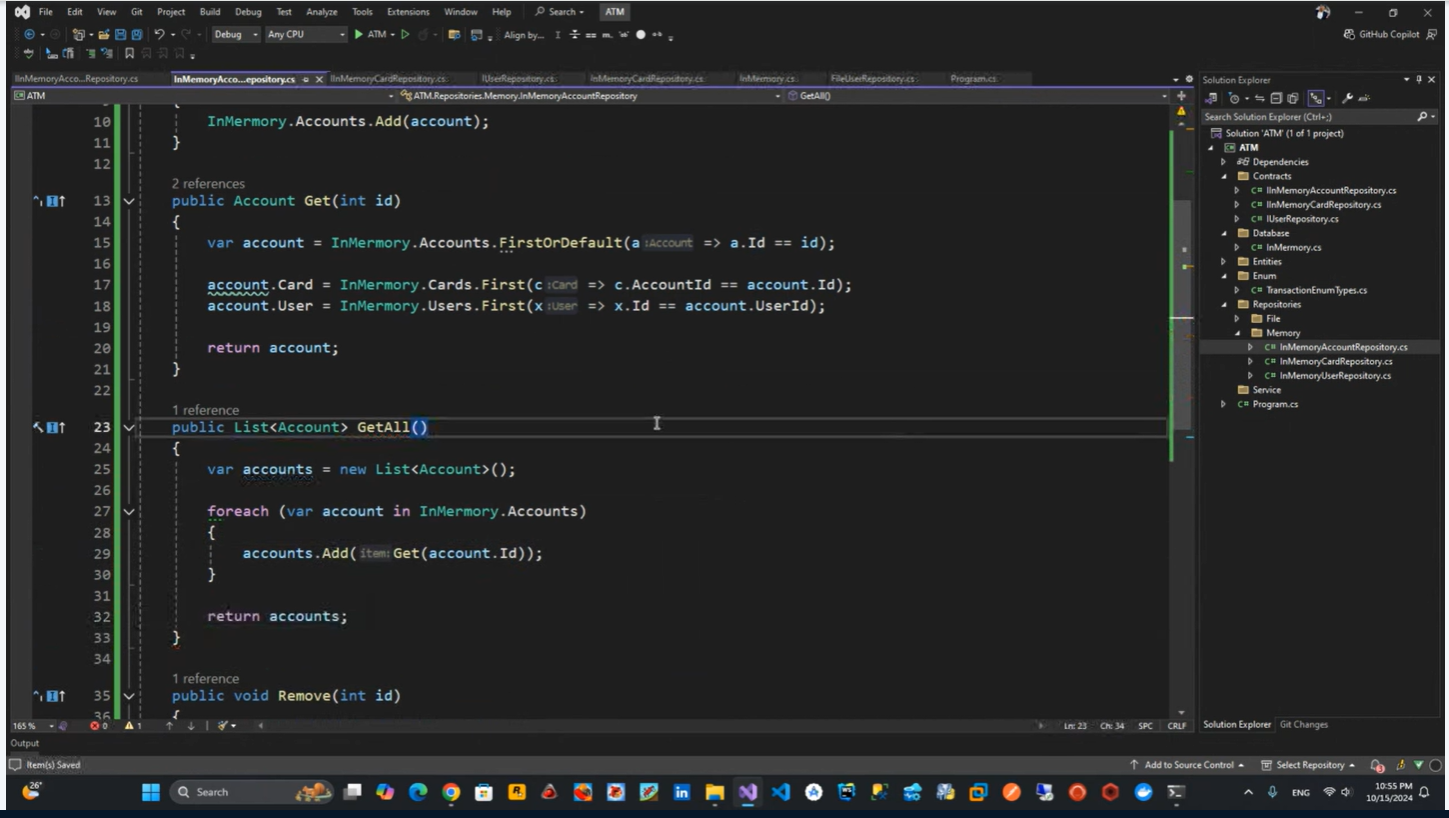 File Edit View Git Project Build Debug Test Analyze Tools Extensions Window Help Search ATM
GitHub Copilot
Debug Any CPU ATM Align by...
IInMemoryAcco...Repository.cs InMemoryAcco...epository.cs IInMemoryCardRepository.cs IUserRepository.cs InMemoryCardRepository.cs InMermory.cs FileUserRepository.cs Program.cs
ATM ATM.Repositories.Memory.InMemoryAccountRepository GetAll()
10 InMermory.Accounts.Add(account);
11 }
12
2 references
13 public Account Get(int id)
14 {
15 var account = InMermory.Accounts.FirstOrDefault(a :Account => a.Id == id);
16
17 account.Card = InMermory.Cards.First(c :Card => c.AccountId == account.Id);
18 account.User = InMermory.Users.First(x :User => x.Id == account.UserId);
19
20 return account;
21 }
22
1 reference
23 public List<Account> GetAll()
24 {
25 var accounts = new List<Account>();
26
27 foreach (var account in InMermory.Accounts)
28 {
29 accounts.Add(item: Get(account.Id));
30 }
31
32 return accounts;
33 }
34
1 reference
35 public void Remove(int id)
36 {
165 % 0 1 Ln: 23 Ch: 34 SPC CRLF
Output
Solution Explorer
Search Solution Explorer (Ctrl+;)
Solution 'ATM' (1 of 1 project)
ATM
Dependencies
Contracts
C# IInMemoryAccountRepository.cs
C# IInMemoryCardRepository.cs
C# IUserRepository.cs
Database
C# InMermory.cs
Entities
Enum
C# TransactionEnumTypes.cs
Repositories
File
Memory
C# InMemoryAccountRepository.cs
C# InMemoryCardRepository.cs
C# InMemoryUserRepository.cs
Service
C# Program.cs
Solution Explorer Git Changes
Item(s) Saved Add to Source Control Select Repository
26° Search ENG 10:55 PM
10/15/2024